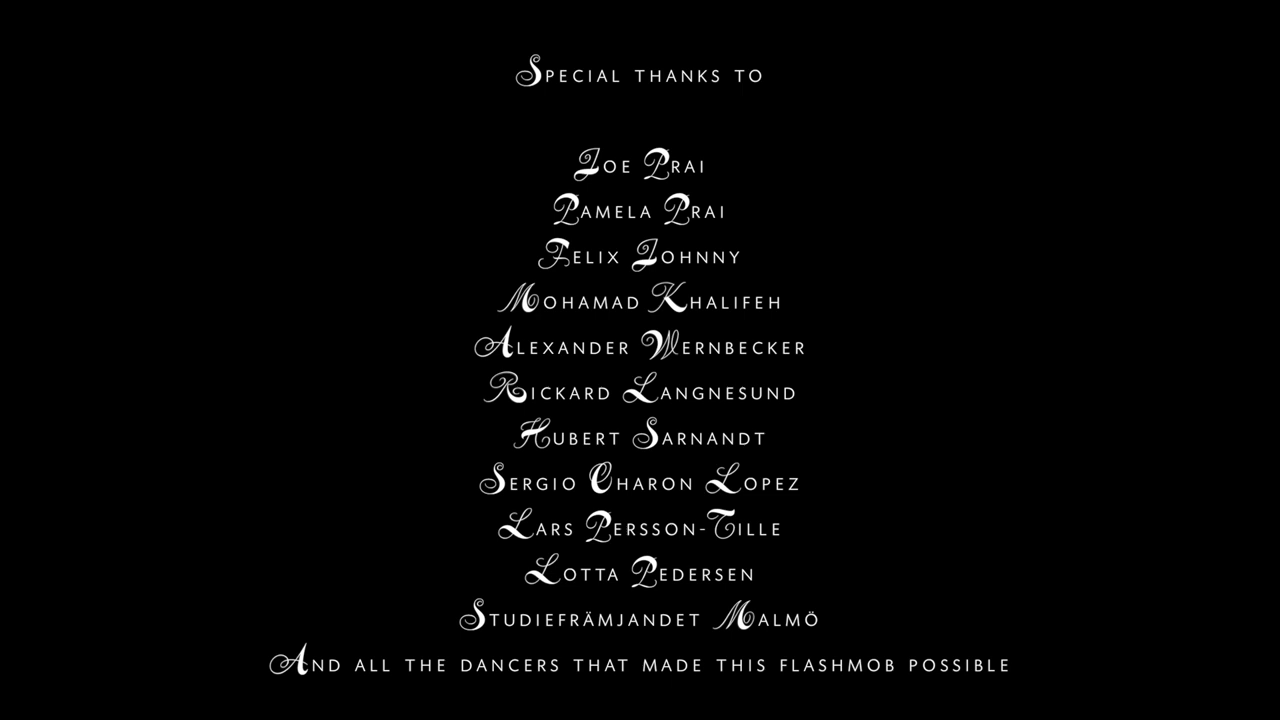 Special thanks to
Joe Prai
Pamela Prai
Felix Johnny
Mohamad Khalifeh
Alexander Wernbecker
Rickard Langnesund
Hubert Sarnandt
Sergio Charon Lopez
Lars Persson-Tille
Lotta Pedersen
Studiefrämjandet Malmö
And all the dancers that made this flashmob possible